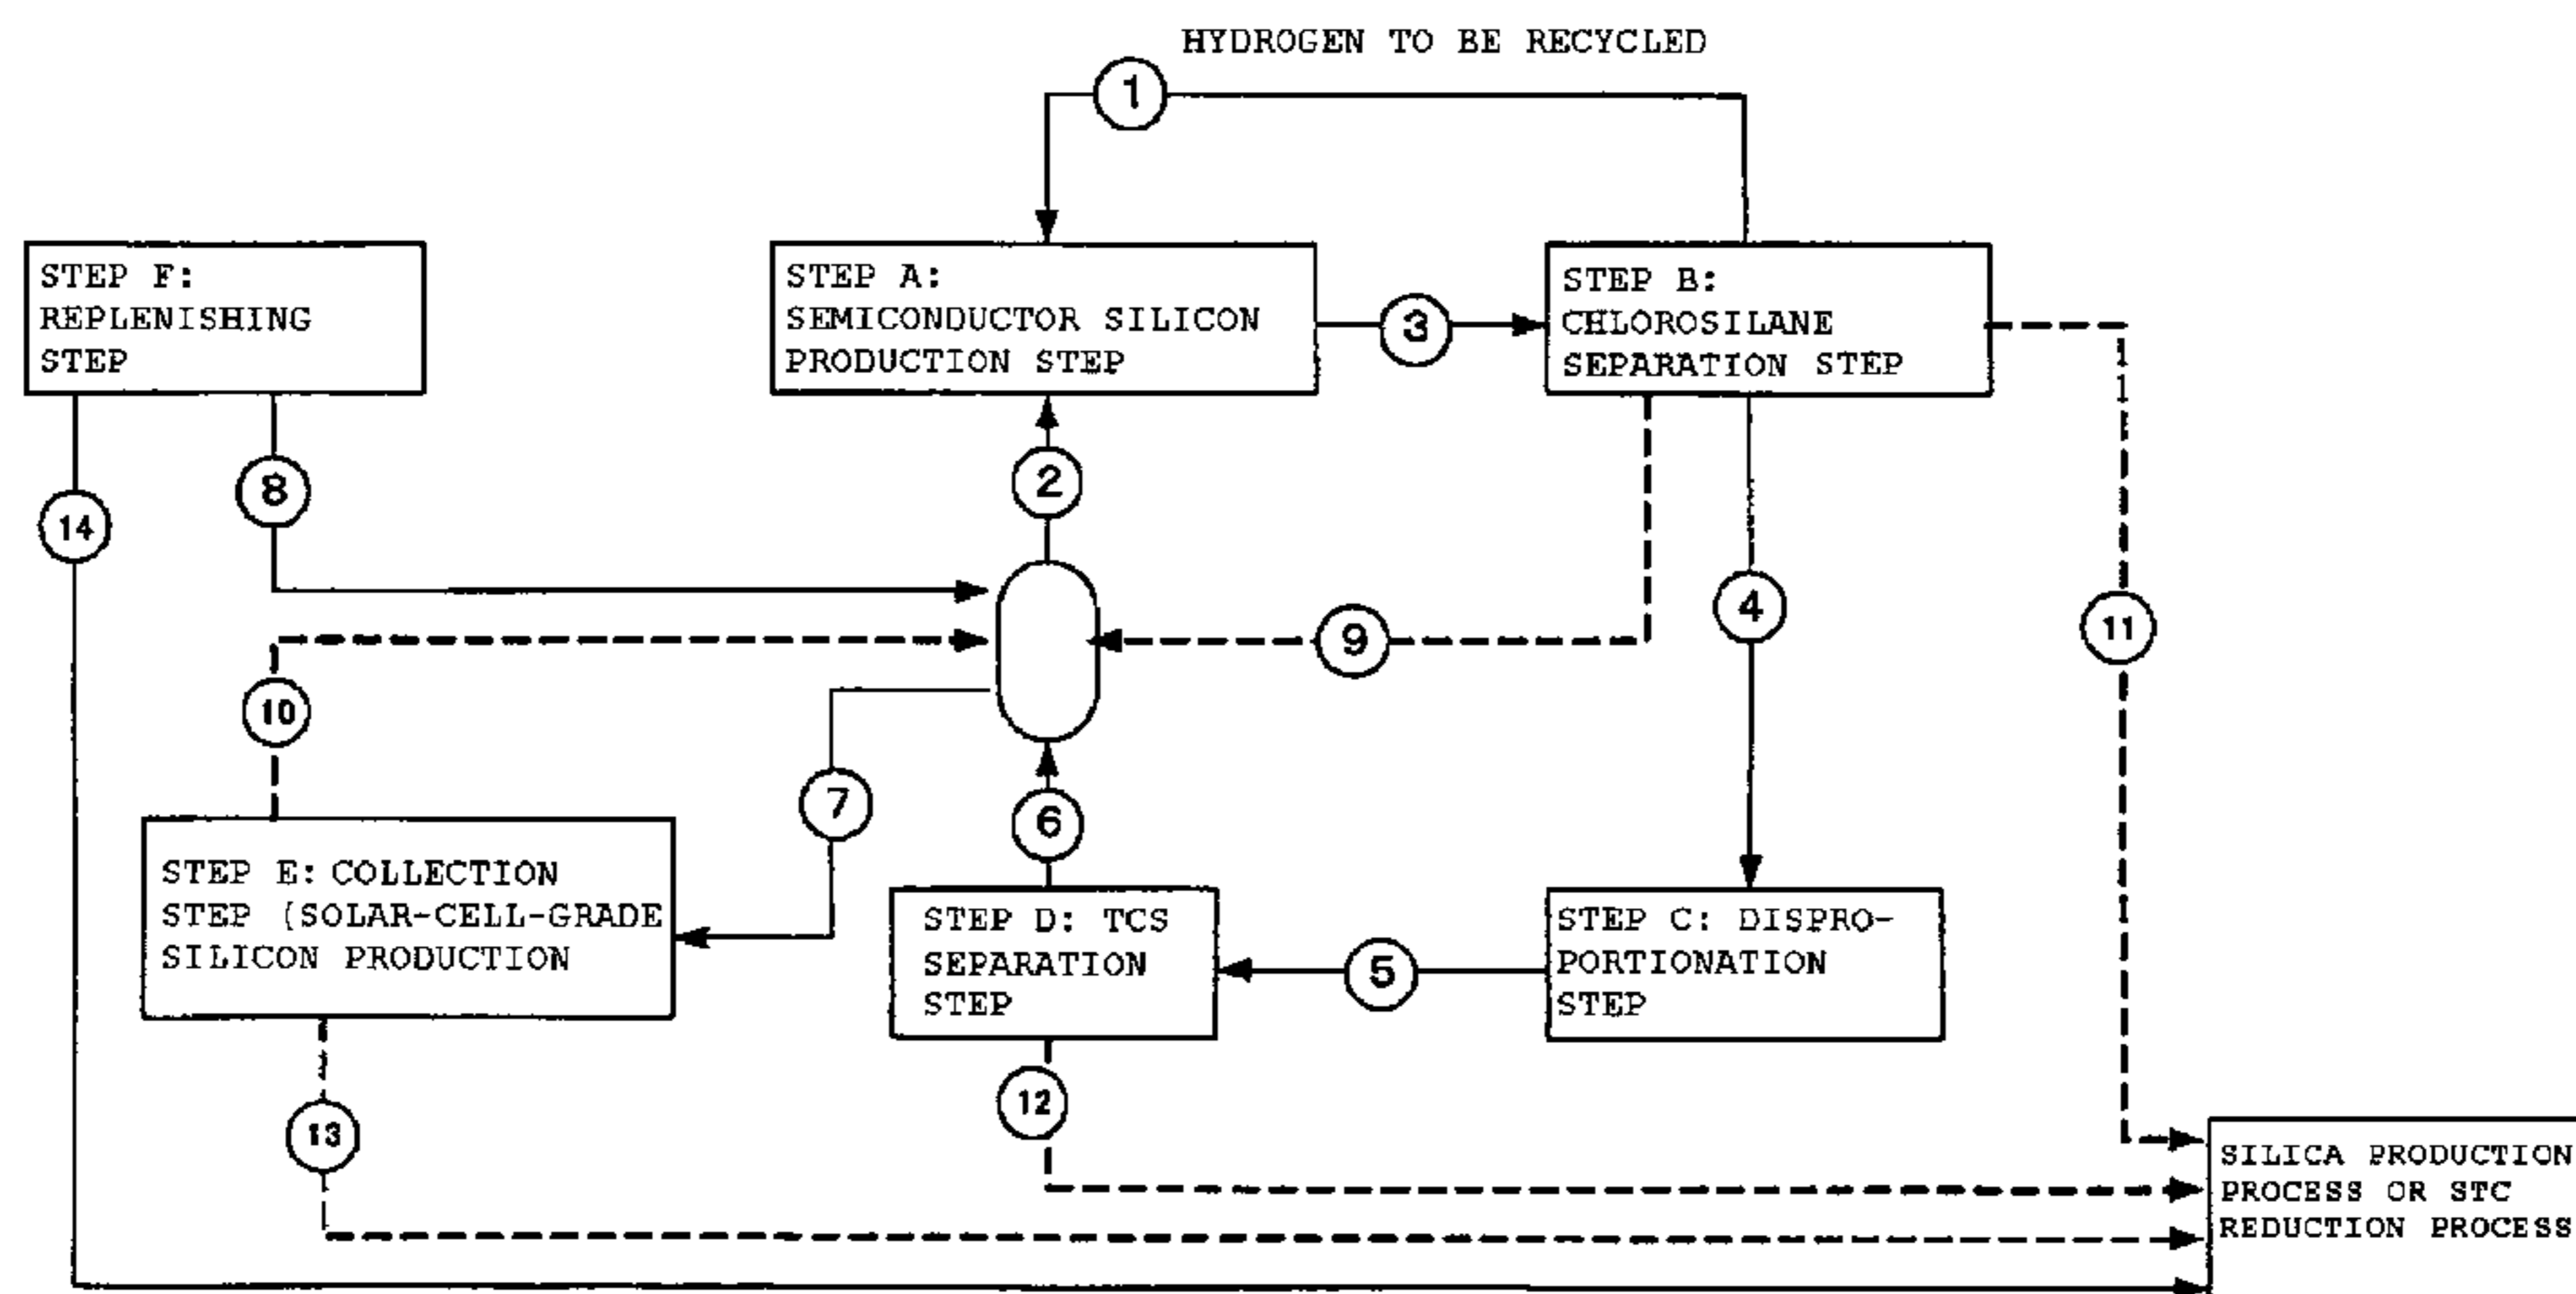 HYDROGEN TO BE RECYCLED
1
STEP F:
REPLENISHING
STEP
STEP A:
SEMICONDUCTOR SILICON
PRODUCTION STEP
3
STEP B:
CHLOROSILANE
SEPARATION STEP
8
14
2
4
9
11
10
7
6
STEP E: COLLECTION
STEP (SOLAR-CELL-GRADE
SILICON PRODUCTION
STEP D: TCS
SEPARATION
STEP
5
STEP C: DISPRO-
PORTIONATION
STEP
12
13
SILICA PRODUCTION
PROCESS OR STC
REDUCTION PROCESS